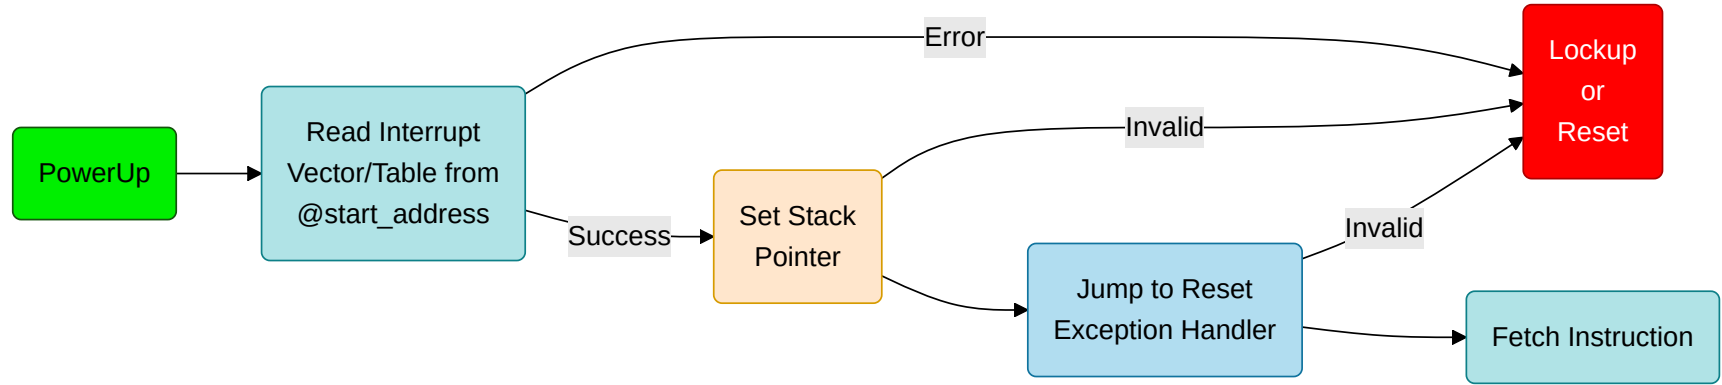 PowerUp
Read Interrupt
Vector/Table from
@start_address
Error
Success
Set Stack
Pointer
Invalid
Jump to Reset
Exception Handler
Invalid
Lockup
or
Reset
Fetch Instruction